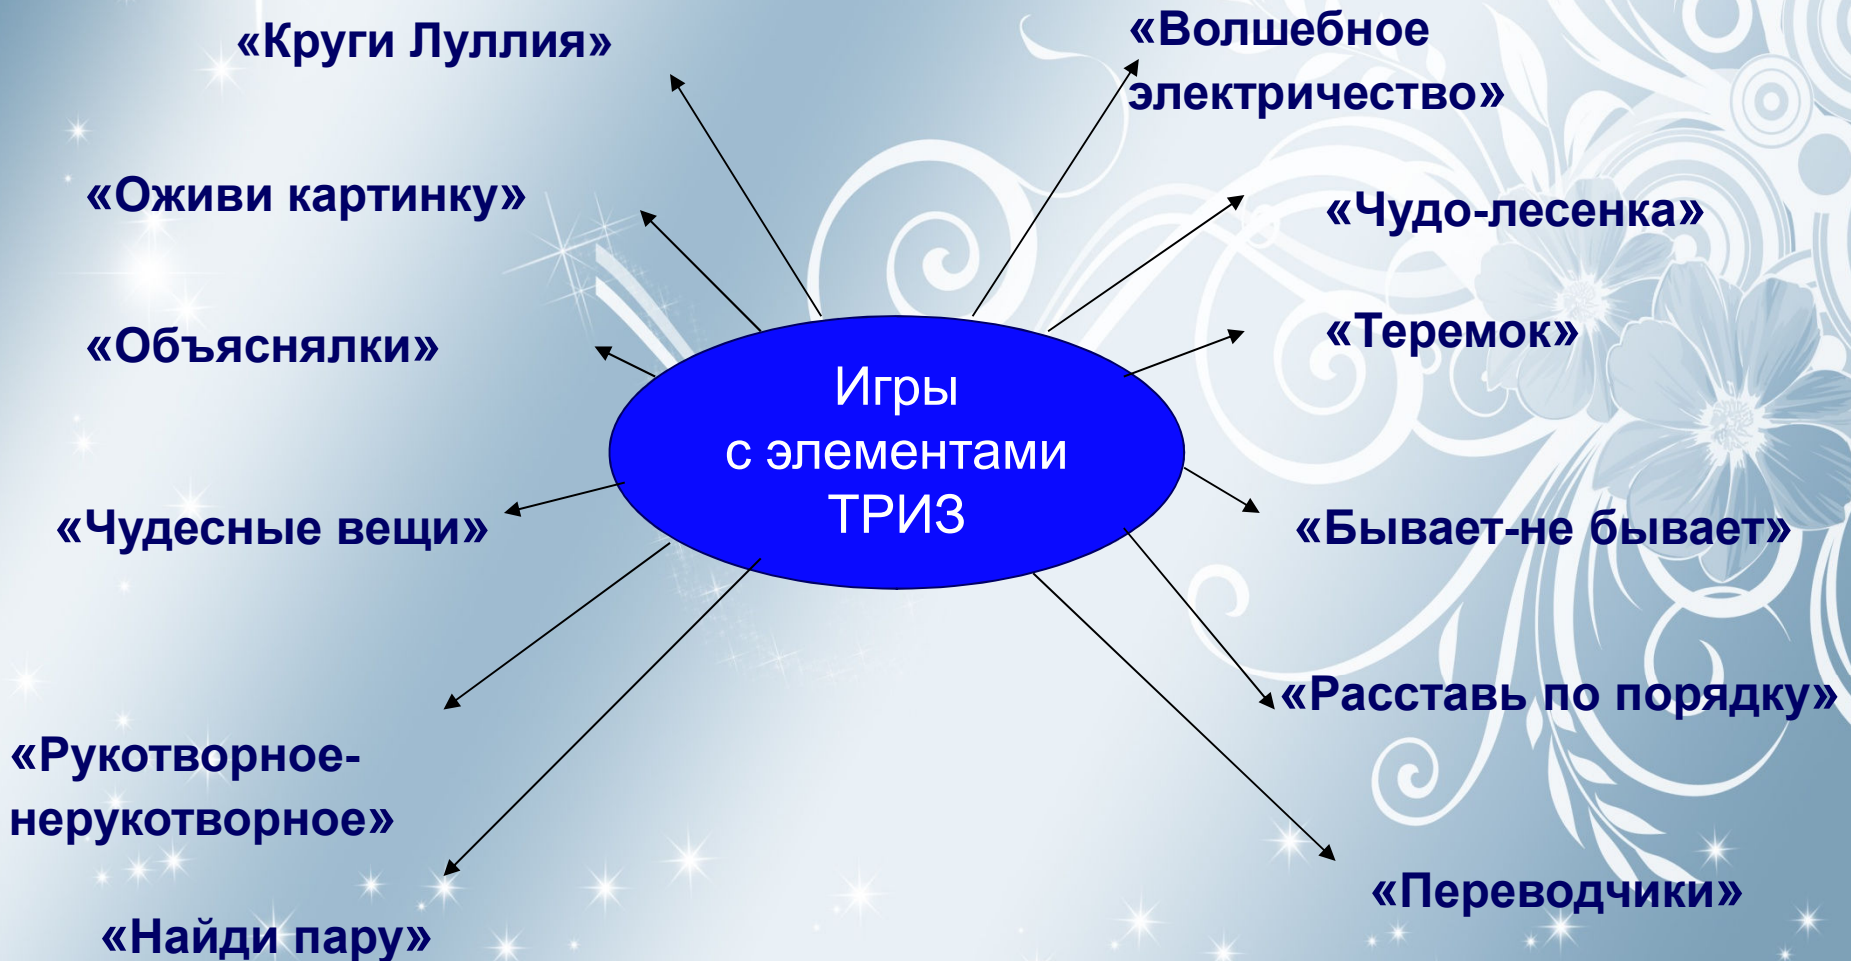 «Круги Луллия»
«Волшебное
электричество»
«Оживи картинку»
«Чудо-лесенка»
«Объяснялки»
«Теремок»
Игры
с элементами
ТРИЗ
«Чудесные вещи»
«Бывает-не бывает»
«Расставь по порядку»
«Рукотворное-
нерукотворное»
«Переводчики»
«Найди пару»